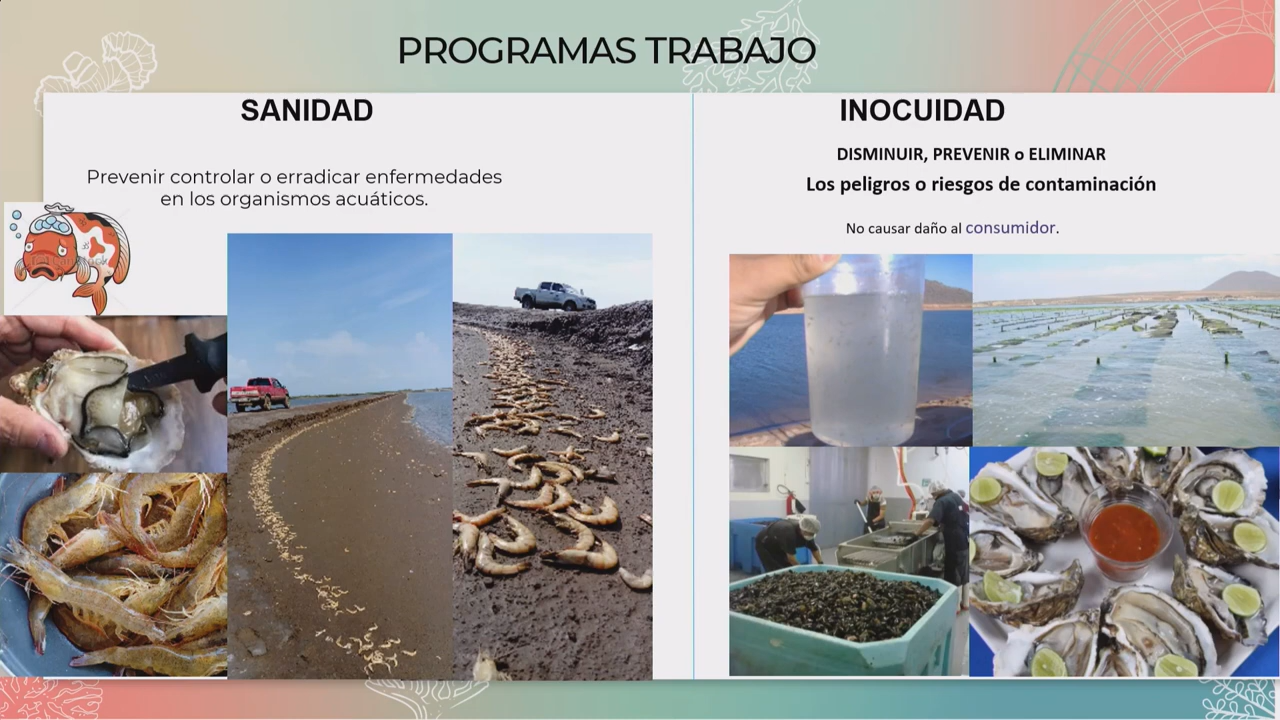 PROGRAMAS TRABAJO
SANIDAD
Prevenir controlar o erradicar enfermedades
en los organismos acuáticos.
INOCUIDAD
DISMINUIR, PREVENIR o ELIMINAR
Los peligros o riesgos de contaminación
No causar daño al consumidor.